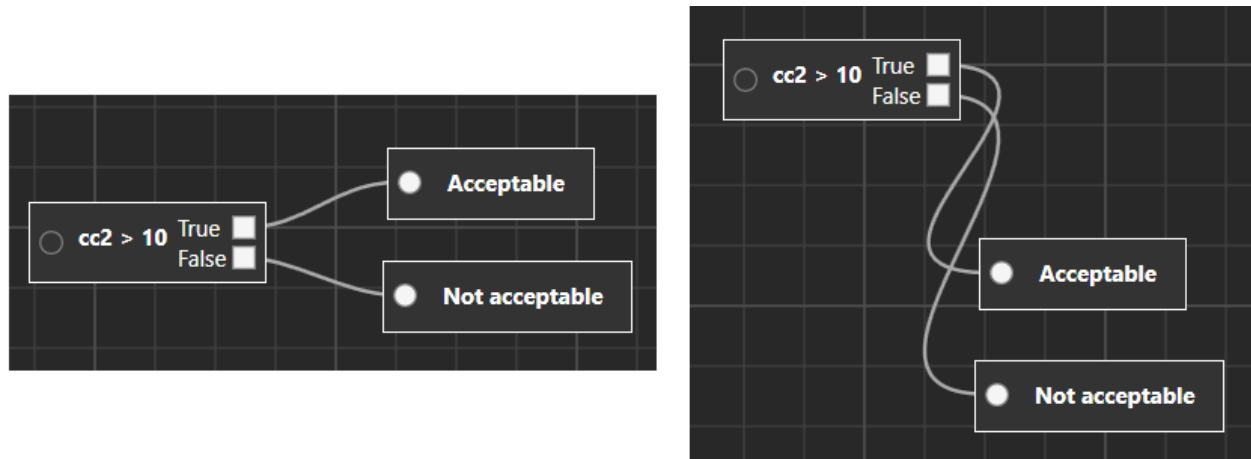 cc2 > 10 True
False
Acceptable
Not acceptable
cc2 > 10 True
False
Acceptable
Not acceptable